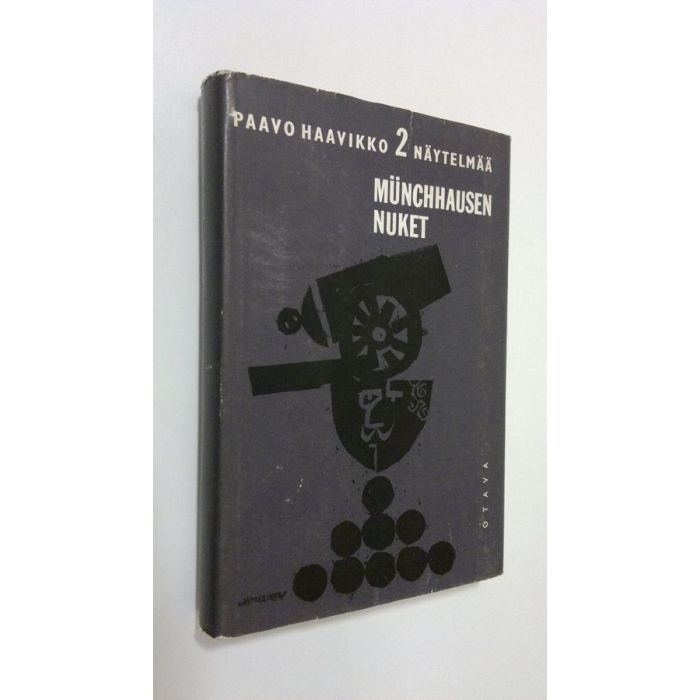 PAAVO HAAVIKKO 2 NÄYTELMÄÄ
MÜNCHHAUSEN
NUKET
OTAVA